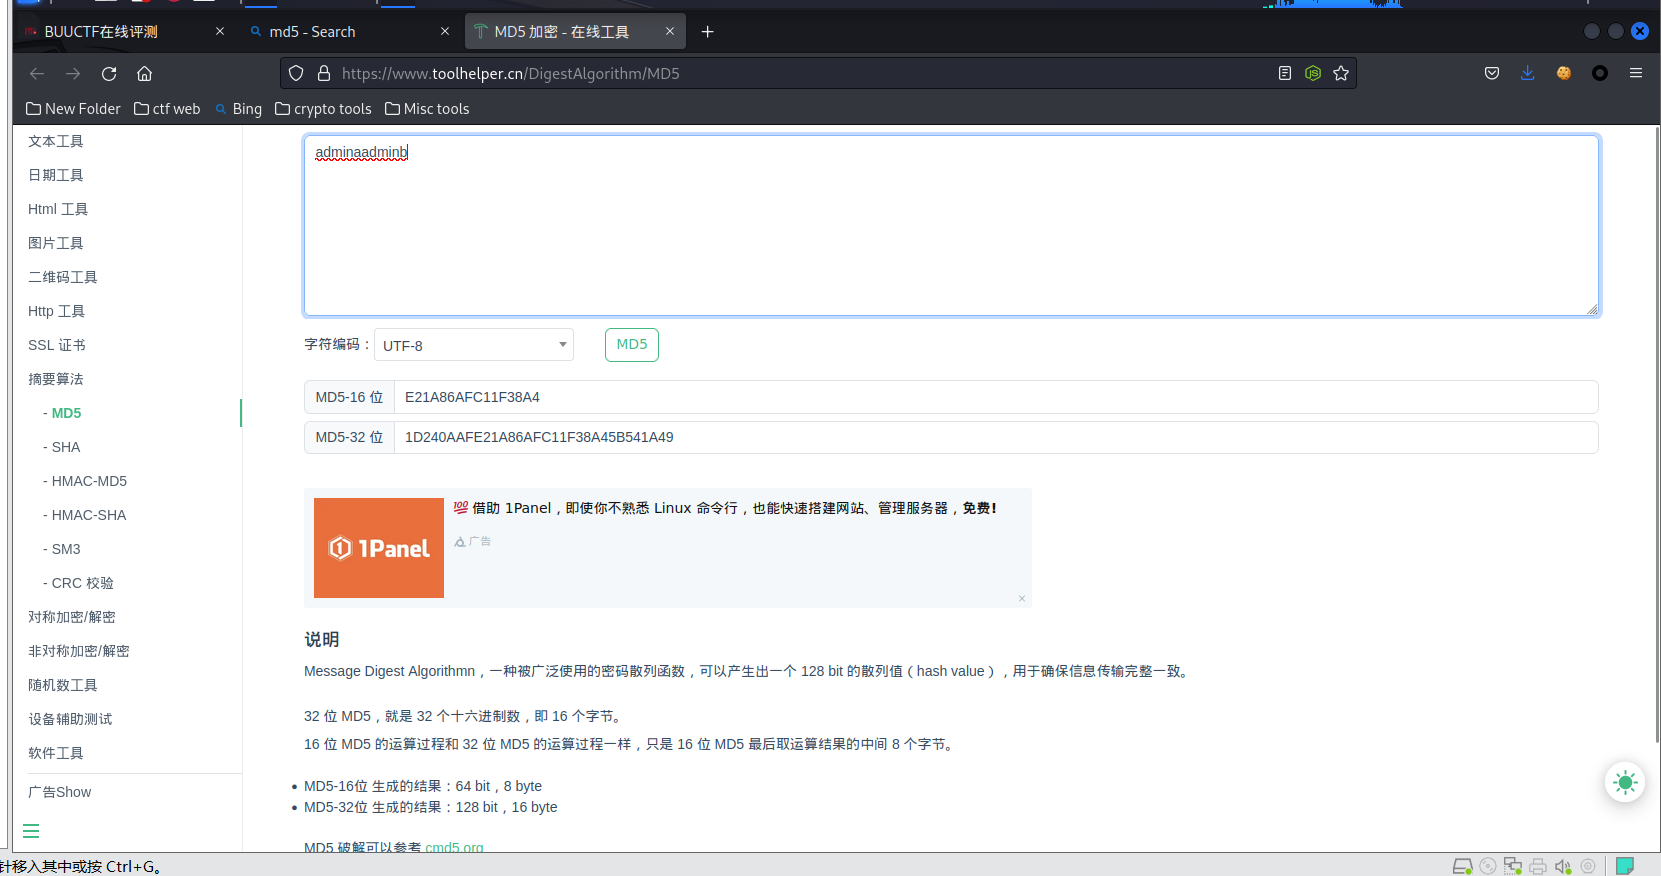 BUUCTF在线评测
md5 - Search
MD5 加密 - 在线工具
https://www.toolhelper.cn/DigestAlgorithm/MD5
New Folder
ctf web
Bing
crypto tools
Misc tools
文本工具
日期工具
Html 工具
图片工具
二维码工具
Http 工具
SSL 证书
摘要算法
- MD5
- SHA
- HMAC-MD5
- HMAC-SHA
- SM3
- CRC 校验
对称加密/解密
非对称加密/解密
随机数工具
设备辅助测试
软件工具
广告Show
adminaadminb
字符编码：
UTF-8
MD5
MD5-16 位
E21A86AFC11F38A4
MD5-32 位
1D240AAFE21A86AFC11F38A45B541A49
1Panel
💯 借助 1Panel，即使你不熟悉 Linux 命令行，也能快速搭建网站、管理服务器，免费!
广告
说明
Message Digest Algorithmn，一种被广泛使用的密码散列函数，可以产生出一个 128 bit 的散列值（hash value），用于确保信息传输完整一致。
32 位 MD5，就是 32 个十六进制数，即 16 个字节。
16 位 MD5 的运算过程和 32 位 MD5 的运算过程一样，只是 16 位 MD5 最后取运算结果的中间 8 个字节。
• MD5-16位 生成的结果：64 bit，8 byte
• MD5-32位 生成的结果：128 bit，16 byte
MD5 破解可以参考 cmd5.org
针移入其中或按 Ctrl+G。